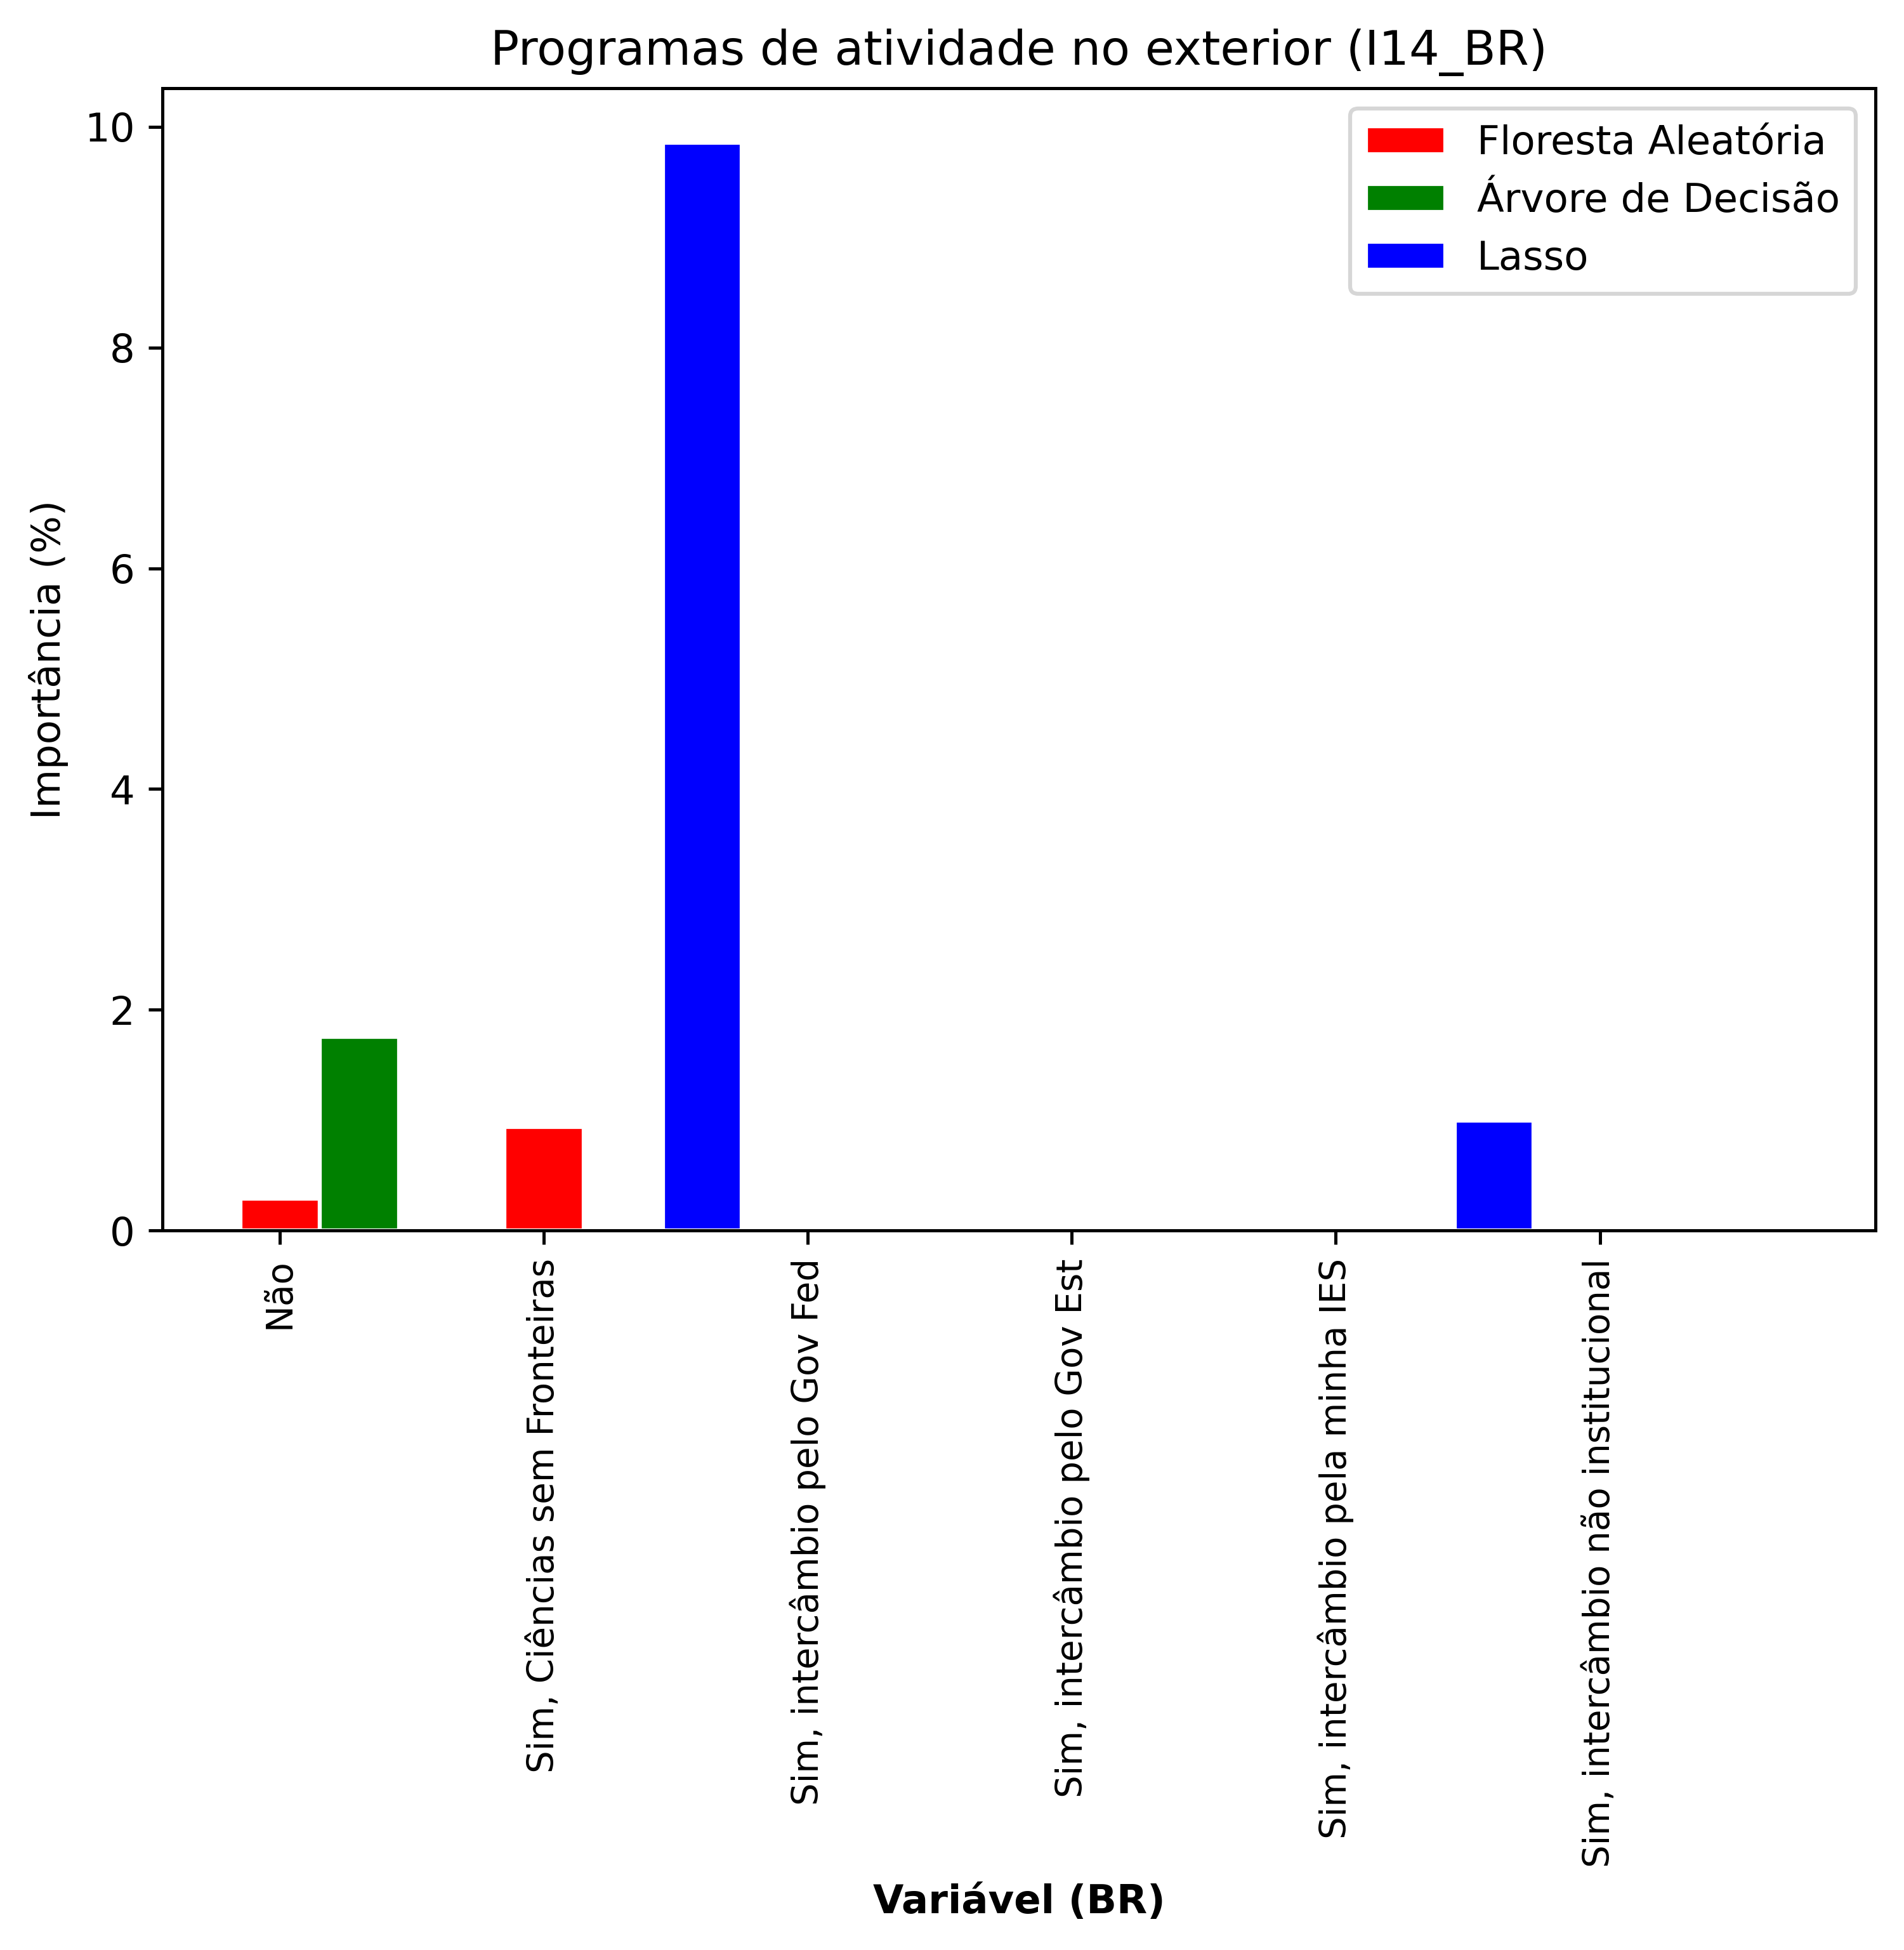 Programas de atividade no exterior (I14_BR)
Importância (%)
10
8
6
4
2
0
Floresta Aleatória
Árvore de Decisão
Lasso
Não
Sim, Ciências sem Fronteiras
Sim, intercâmbio pelo Gov Fed
Sim, intercâmbio pelo Gov Est
Sim, intercâmbio pela minha IES
Sim, intercâmbio não institucional
Variável (BR)